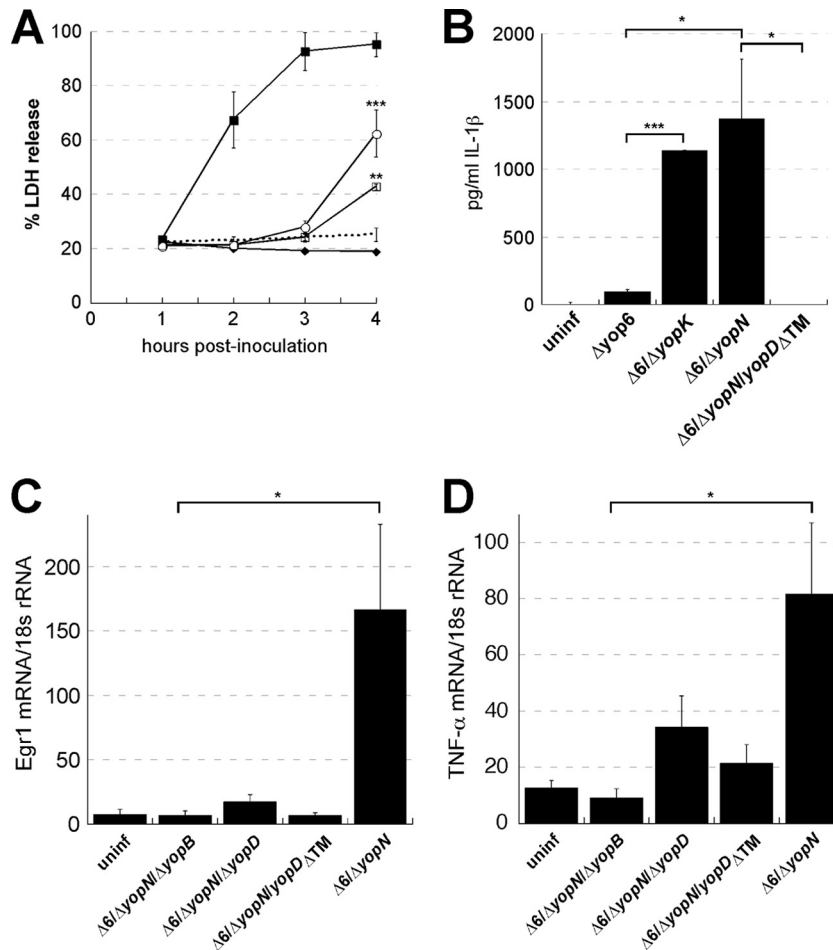 A
% LDH release
100
80
60
40
20
0
***
**
0 1 2 3 4
hours post-inoculation
B
pg/ml IL-1β
2000
1500
1000
500
0
*
*
***
uninf
Δyop6
Δ6/ΔyopK
Δ6/ΔyopN
Δ6/ΔyopN/yopDΔTM
C
Egr1 mRNA/18s rRNA
200
150
100
50
0
*
uninf
Δ6/ΔyopN/ΔyopB
Δ6/ΔyopN/ΔyopD
Δ6/ΔyopN/yopDΔTM
Δ6/ΔyopN
D
TNF-α mRNA/18s rRNA
100
80
60
40
20
0
*
uninf
Δ6/ΔyopN/ΔyopB
Δ6/ΔyopN/ΔyopD
Δ6/ΔyopN/yopDΔTM
Δ6/ΔyopN